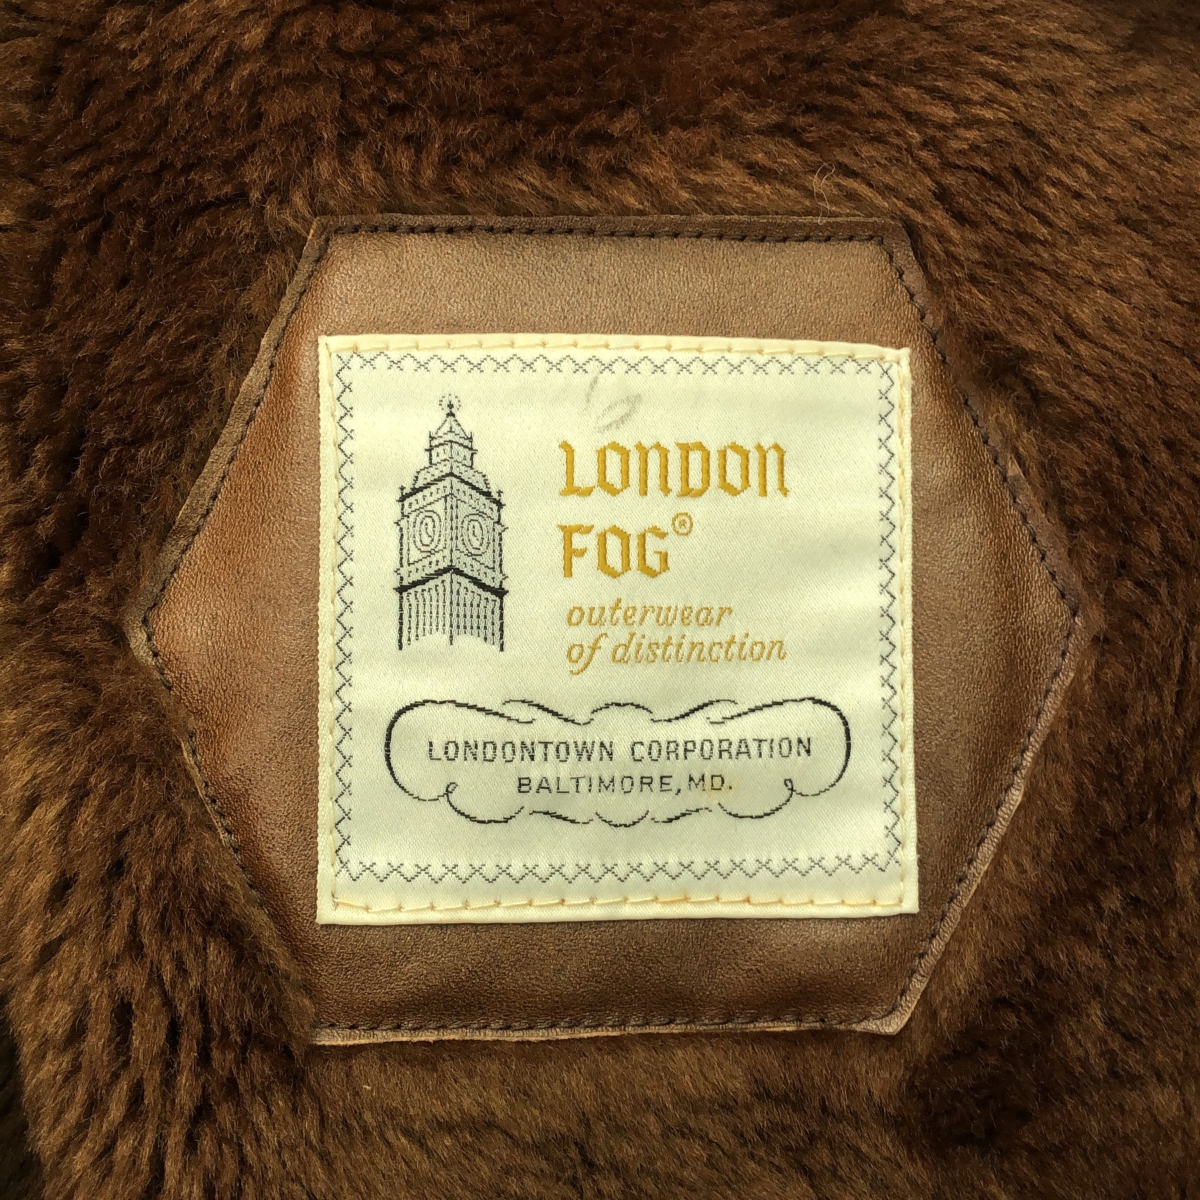 LONDON
FOG®
outerwear
of distinction
LONDONTOWN CORPORATION
BALTIMORE, MD.